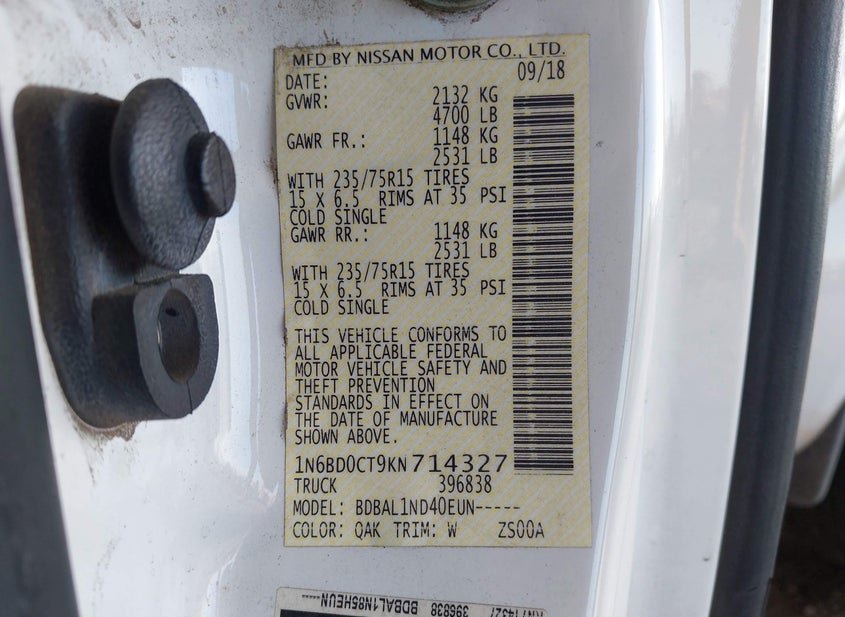 MFD BY NISSAN MOTOR CO., LTD.
DATE: 09/18
GVWR: 2132 KG
4700 LB
GAWR FR.: 1148 KG
2531 LB
WITH 235/75R15 TIRES
15 X 6.5 RIMS AT 35 PSI
COLD SINGLE
GAWR RR.: 1148 KG
2531 LB
WITH 235/75R15 TIRES
15 X 6.5 RIMS AT 35 PSI
COLD SINGLE
THIS VEHICLE CONFORMS TO
ALL APPLICABLE FEDERAL
MOTOR VEHICLE SAFETY AND
THEFT PREVENTION
STANDARDS IN EFFECT ON
THE DATE OF MANUFACTURE
SHOWN ABOVE.
1N6BD0CT9KN714327
TRUCK 396838
MODEL: BDBAL1ND40EUN-----
COLOR: QAK TRIM: W ZS00A
KN714327 396838 BDBAL1N85HEUN-----